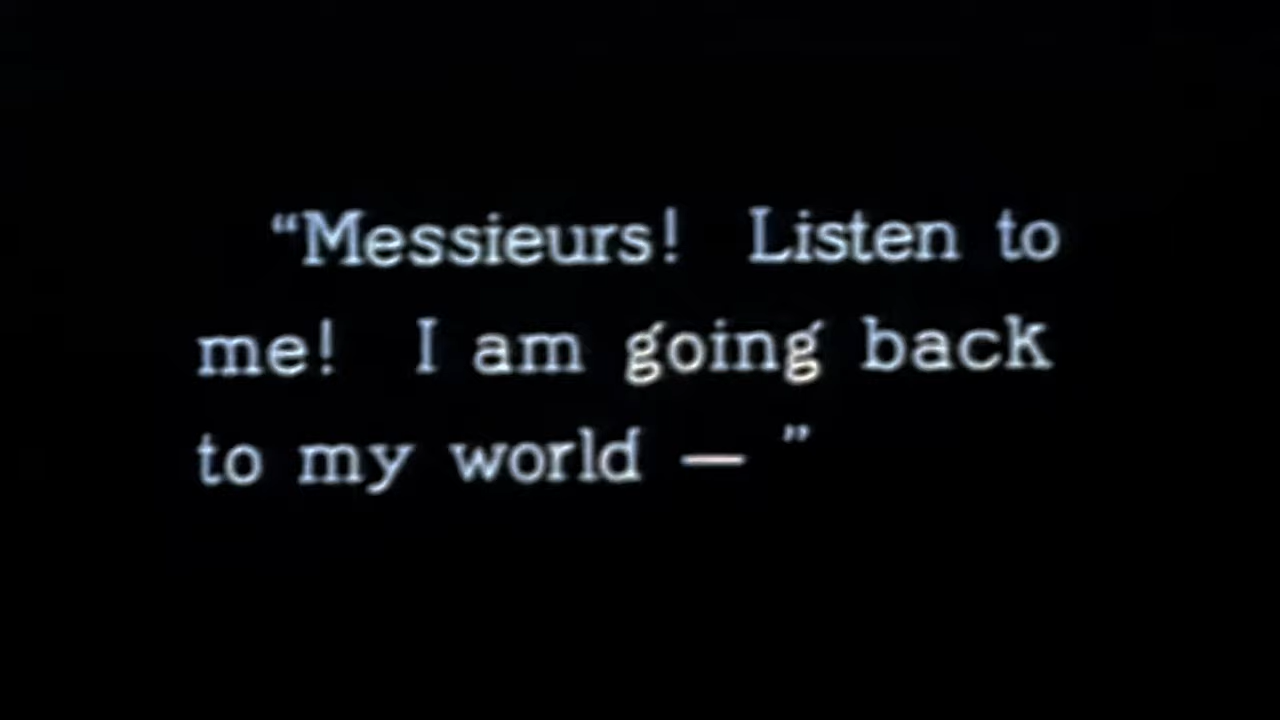 “Messieurs! Listen to
me! I am going back
to my world — ”